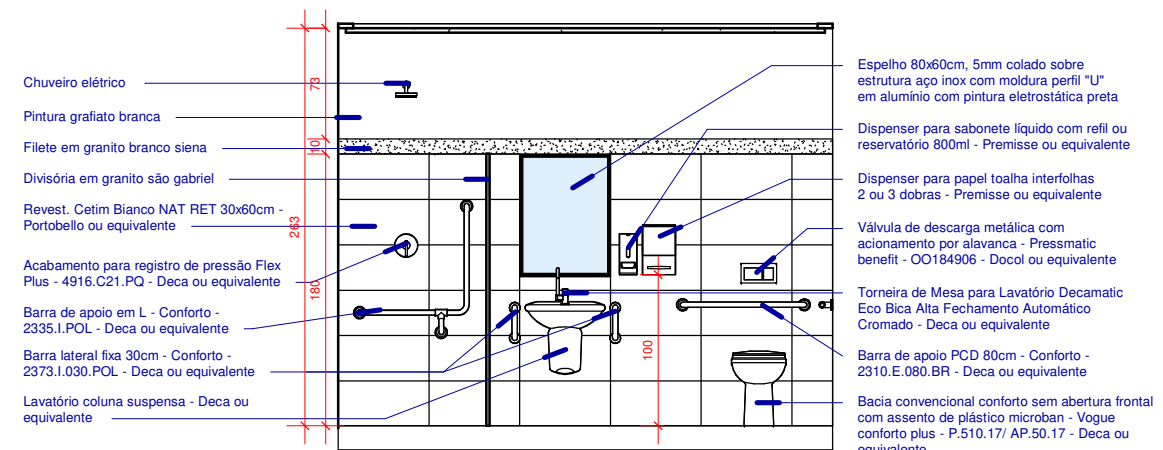 Chuveiro elétrico
Pintura grafiato branca
Filete em granito branco siena
Divisória em granito são gabriel
Revest. Cetim Bianco NAT RET 30x60cm -
Portobello ou equivalente
Acabamento para registro de pressão Flex
Plus - 4916.C21.PQ - Deca ou equivalente
Barra de apoio em L - Conforto -
2335.I.POL - Deca ou equivalente
Barra lateral fixa 30cm - Conforto -
2373.I.030.POL - Deca ou equivalente
Lavatório coluna suspensa - Deca ou
equivalente
73
10
263
180
100
Espelho 80x60cm, 5mm colado sobre
estrutura aço inox com moldura perfil "U"
em alumínio com pintura eletrostática preta
Dispenser para sabonete líquido com refil ou
reservatório 800ml - Premisse ou equivalente
Dispenser para papel toalha interfolhas
2 ou 3 dobras - Premisse ou equivalente
Válvula de descarga metálica com
acionamento por alavanca - Pressmatic
benefit - OO184906 - Docol ou equivalente
Torneira de Mesa para Lavatório Decamatic
Eco Bica Alta Fechamento Automático
Cromado - Deca ou equivalente
Barra de apoio PCD 80cm - Conforto -
2310.E.080.BR - Deca ou equivalente
Bacia convencional conforto sem abertura frontal
com assento de plástico microban - Vogue
conforto plus - P.510.17/ AP.50.17 - Deca ou
equivalente